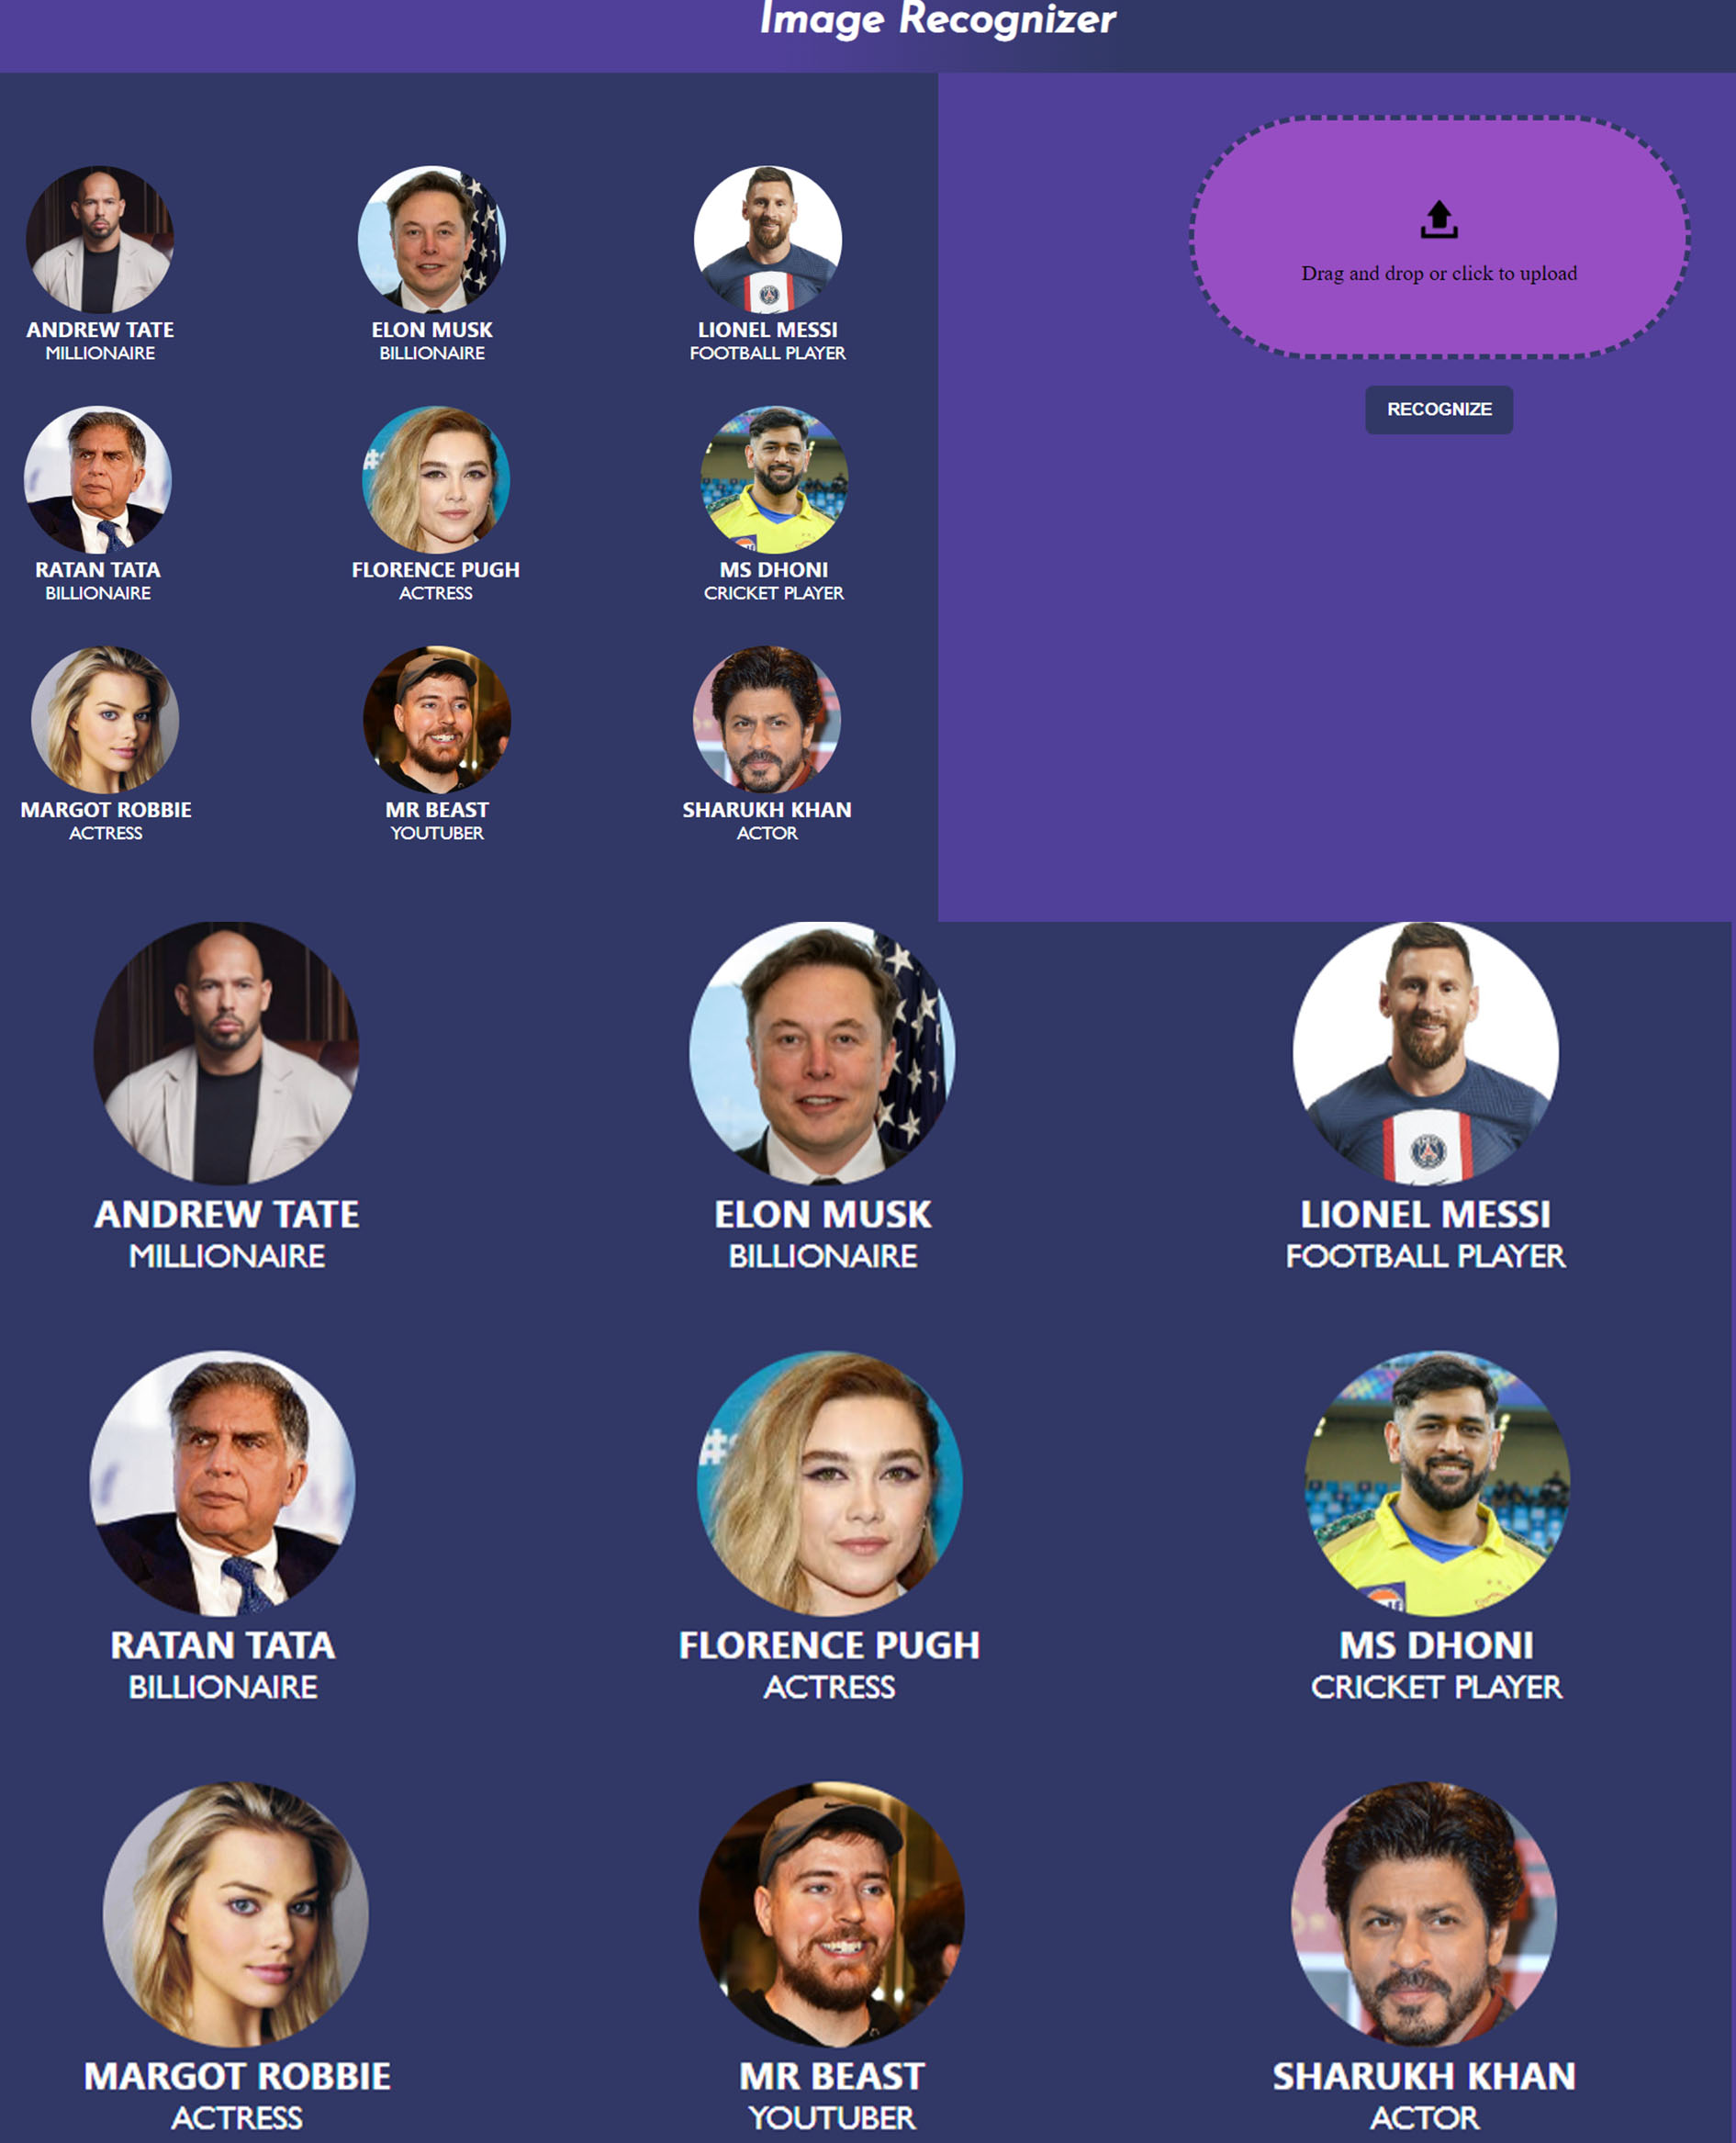 Image Recognizer
Drag and drop or click to upload
RECOGNIZE
ANDREW TATE
MILLIONAIRE
ELON MUSK
BILLIONAIRE
LIONEL MESSI
FOOTBALL PLAYER
RATAN TATA
BILLIONAIRE
FLORENCE PUGH
ACTRESS
MS DHONI
CRICKET PLAYER
MARGOT ROBBIE
ACTRESS
MR BEAST
YOUTUBER
SHARUKH KHAN
ACTOR
ANDREW TATE
MILLIONAIRE
ELON MUSK
BILLIONAIRE
LIONEL MESSI
FOOTBALL PLAYER
RATAN TATA
BILLIONAIRE
FLORENCE PUGH
ACTRESS
MS DHONI
CRICKET PLAYER
MARGOT ROBBIE
ACTRESS
MR BEAST
YOUTUBER
SHARUKH KHAN
ACTOR